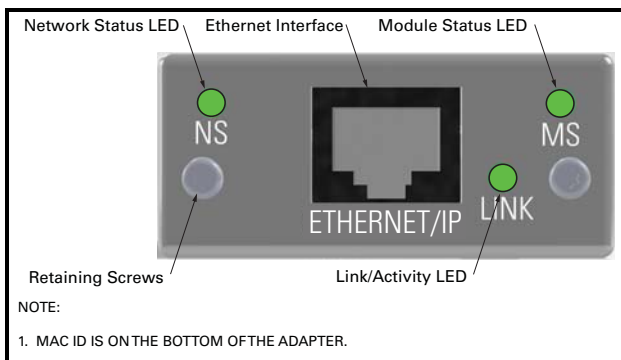 Network Status LED Ethernet Interface Module Status LED
NS
MS
LINK
ETHERNET/IP
Retaining Screws Link/Activity LED
NOTE:
1. MAC ID IS ON THE BOTTOM OF THE ADAPTER.